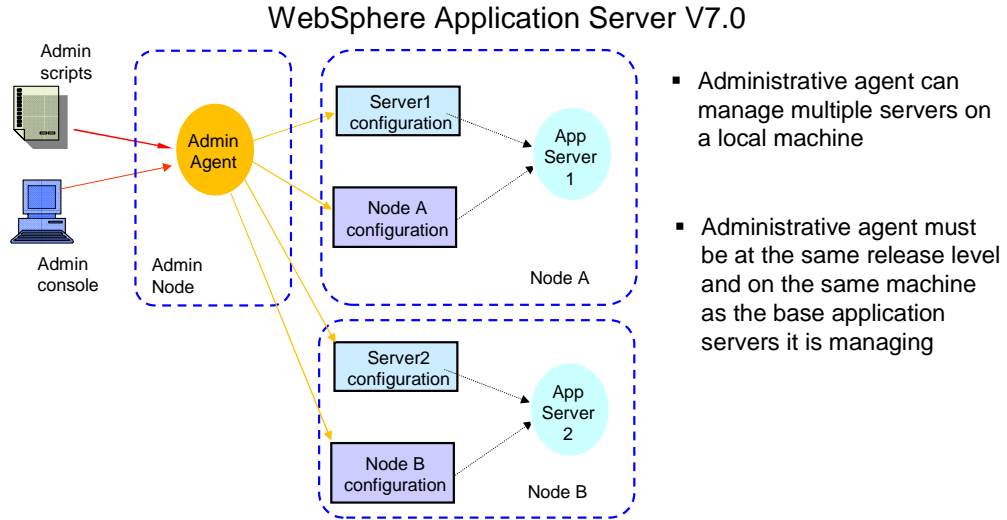 WebSphere Application Server V7.0
Admin
scripts
Admin
console
Admin
Agent
Admin
Node
Server1
configuration
Node A
configuration
App
Server
1
Node A
Server2
configuration
Node B
configuration
App
Server
2
Node B
▪ Administrative agent can
manage multiple servers on
a local machine
▪ Administrative agent must
be at the same release level
and on the same machine
as the base application
servers it is managing